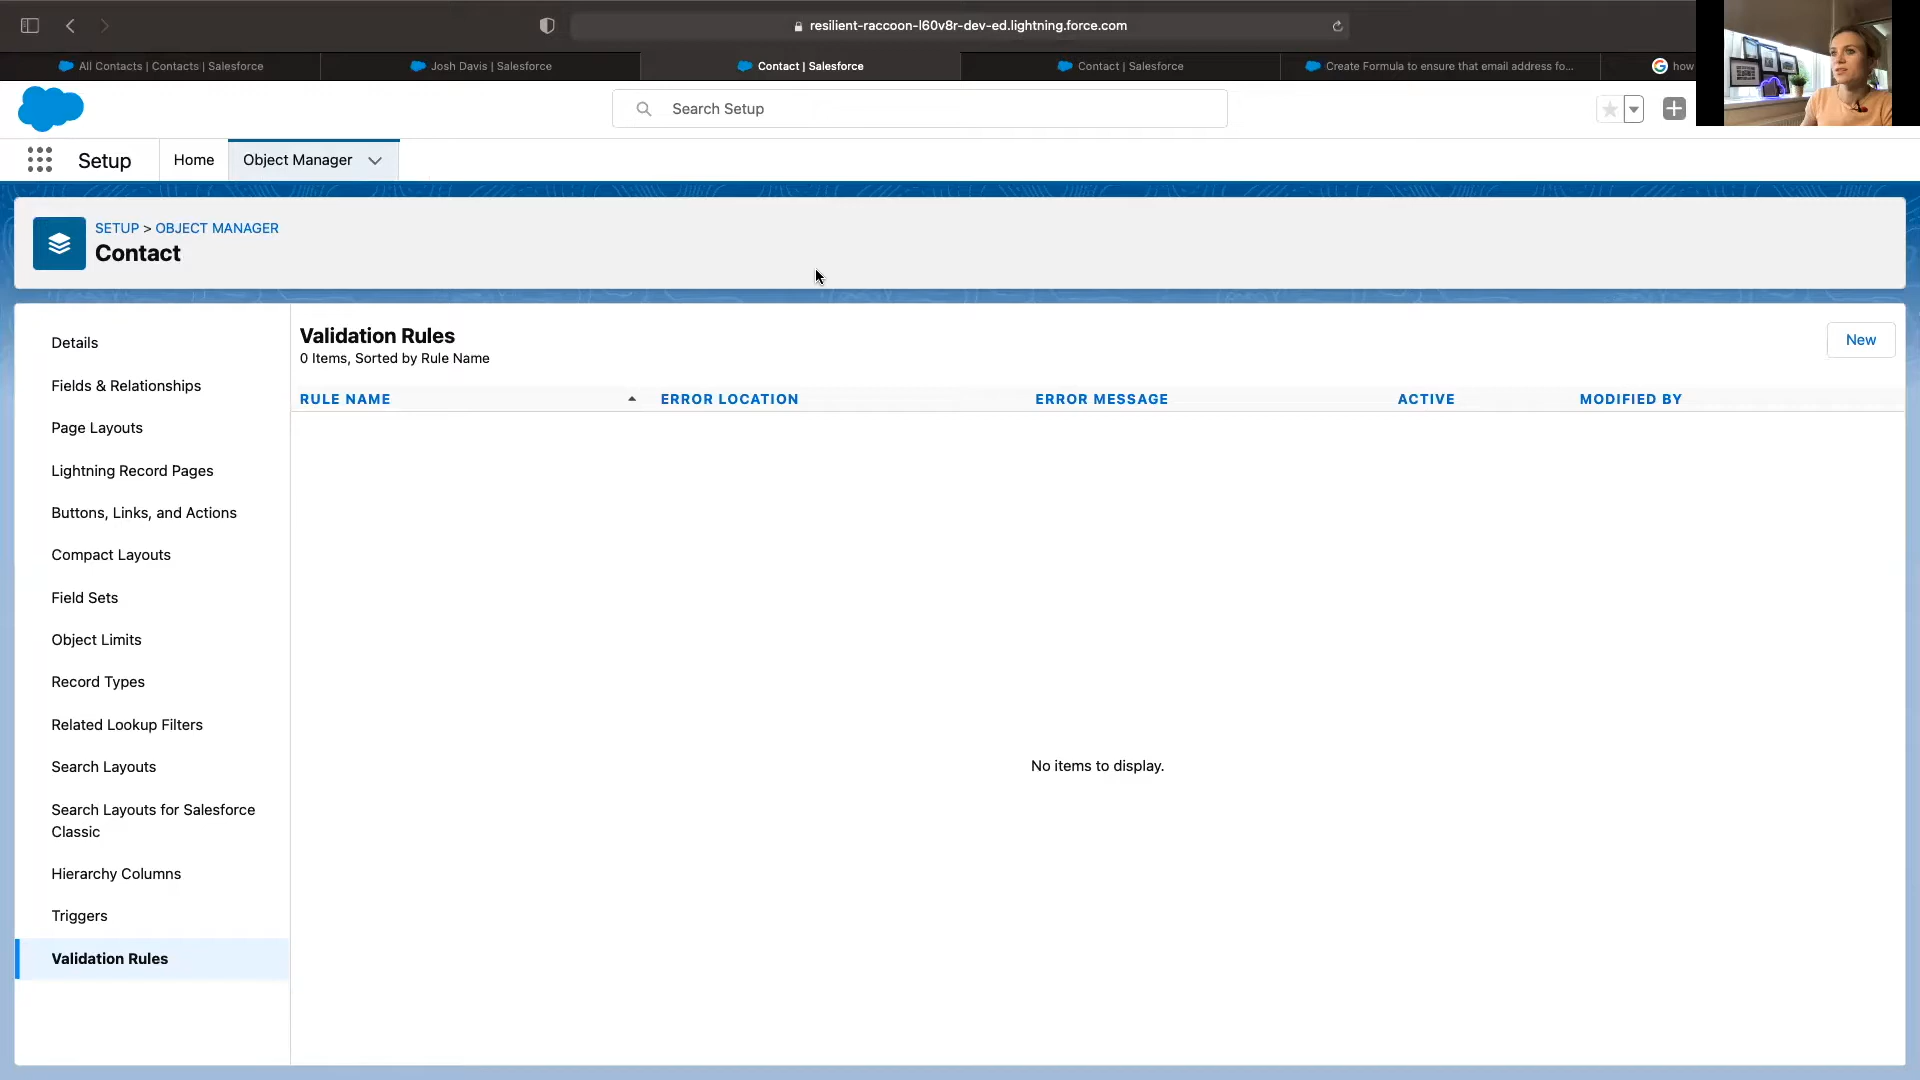 resilient-raccoon-l60v8r-dev-ed.lightning.force.com
All Contacts | Contacts | Salesforce
Josh Davis | Salesforce
Contact | Salesforce
Contact | Salesforce
Create Formula to ensure that email address fo...
how
Search Setup
Setup
Home
Object Manager
SETUP > OBJECT MANAGER
Contact
Details
Fields & Relationships
Page Layouts
Lightning Record Pages
Buttons, Links, and Actions
Compact Layouts
Field Sets
Object Limits
Record Types
Related Lookup Filters
Search Layouts
Search Layouts for Salesforce
Classic
Hierarchy Columns
Triggers
Validation Rules
Validation Rules
0 Items, Sorted by Rule Name
New
RULE NAME
ERROR LOCATION
ERROR MESSAGE
ACTIVE
MODIFIED BY
No items to display.